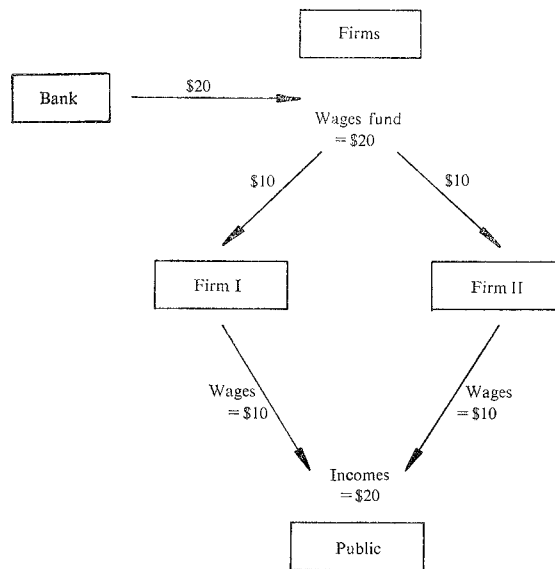 Firms
Bank
$20
Wages fund
= $20
$10
$10
Firm I
Firm II
Wages
= $10
Wages
= $10
Incomes
= $20
Public